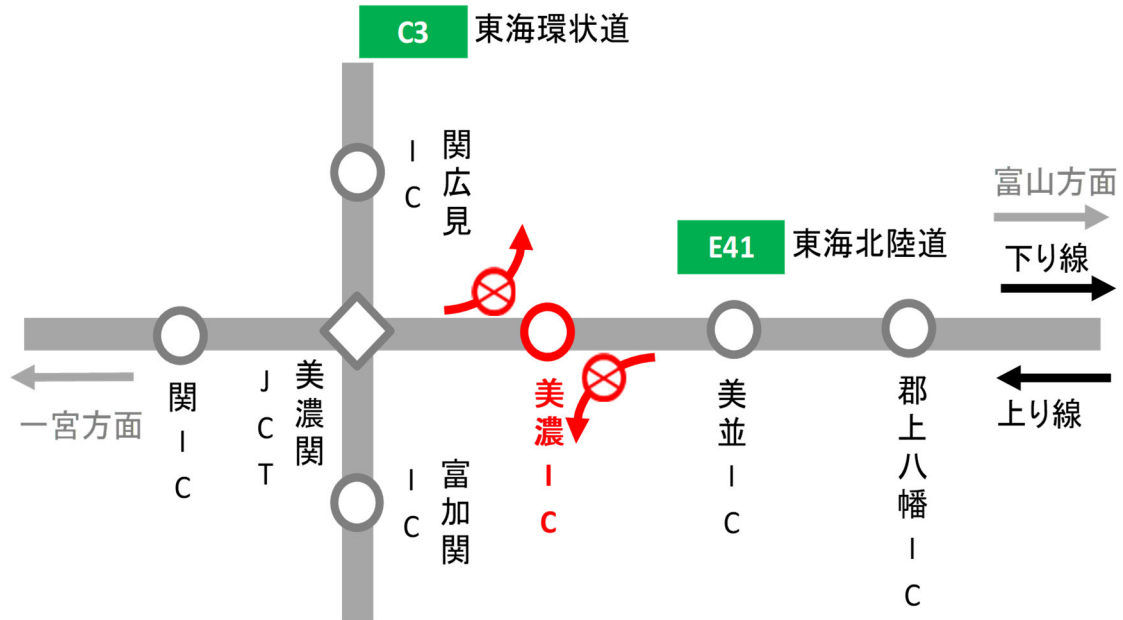 C3 東海環状道
関広見IC
富山方面
E41 東海北陸道
下り線
一宮方面
関IC
美濃関JCT
富加関IC
美濃IC
美並IC
郡上八幡IC
上り線